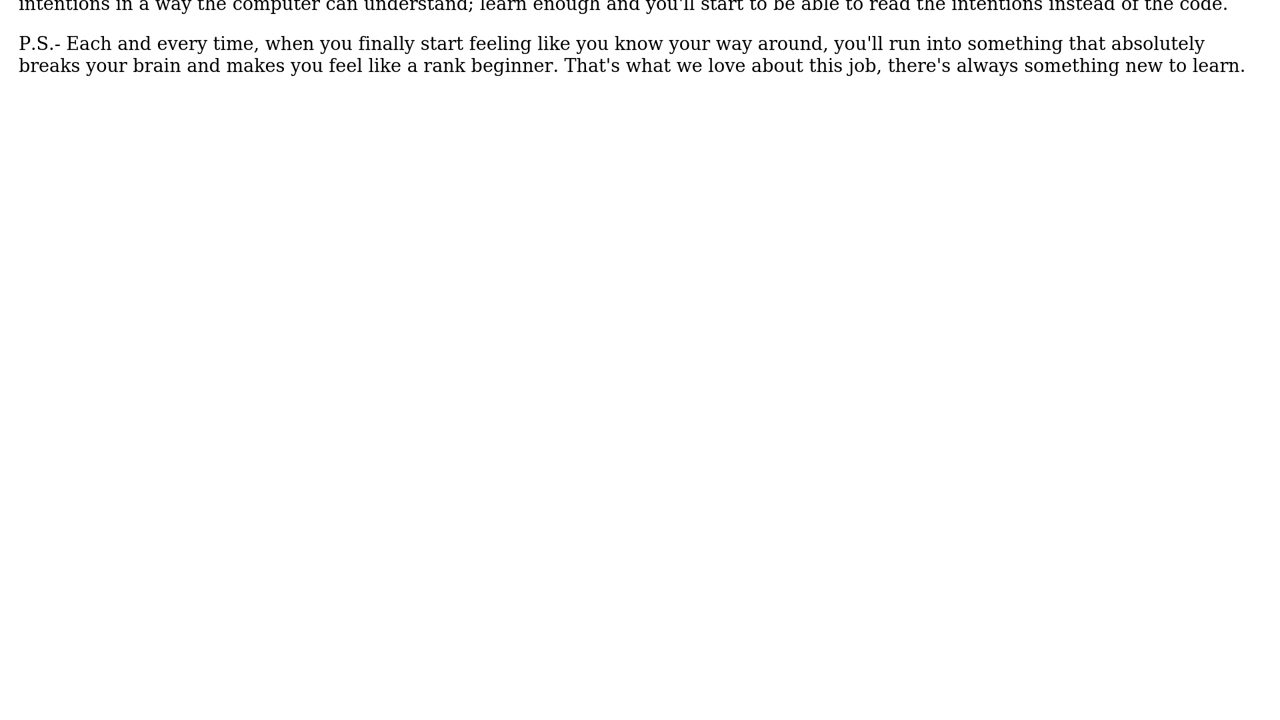 intentions in a way the computer can understand; learn enough and you'll start to be able to read the intentions instead of the code.
P.S.- Each and every time, when you finally start feeling like you know your way around, you'll run into something that absolutely
breaks your brain and makes you feel like a rank beginner. That's what we love about this job, there's always something new to learn.